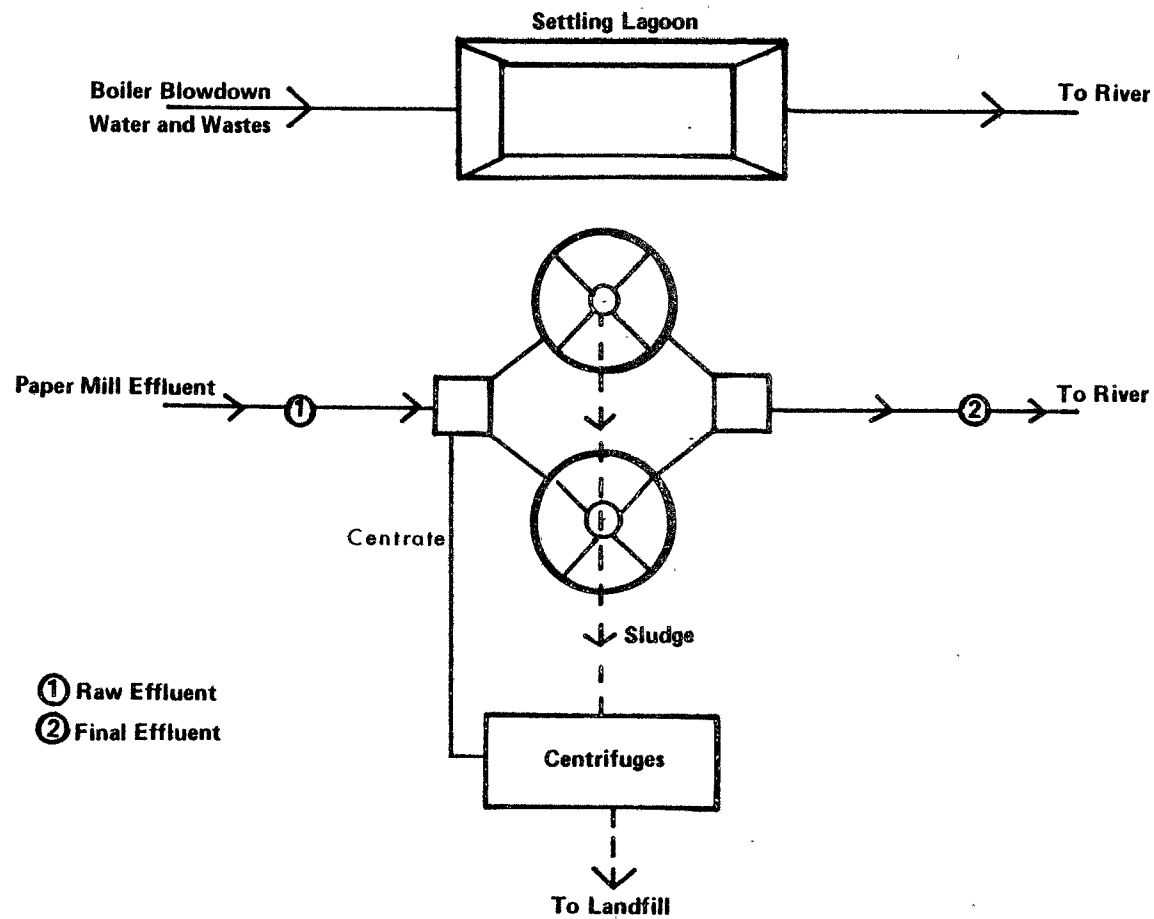 Settling Lagoon
Boiler Blowdown
Water and Wastes
To River
Paper Mill Effluent
1
2
To River
Centrate
Sludge
1 Raw Effluent
2 Final Effluent
Centrifuges
To Landfill